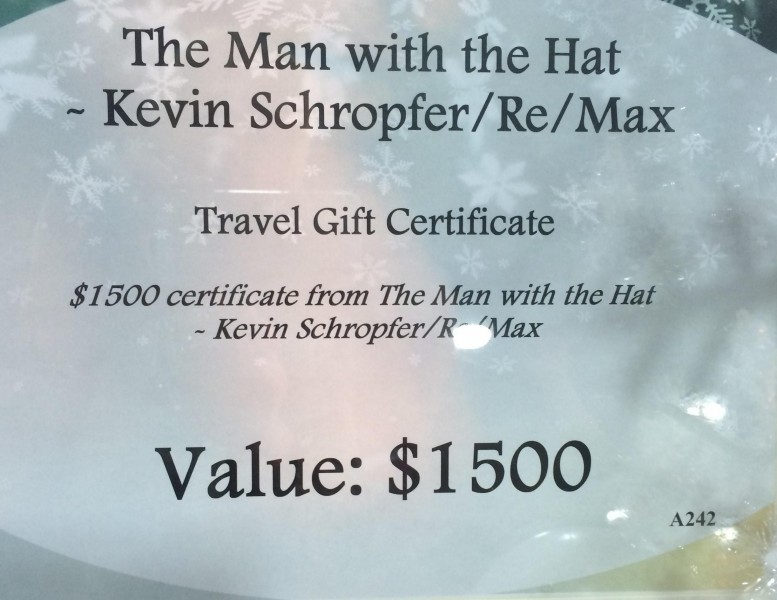 The Man with the Hat
~ Kevin Schropfer/Re/Max
Travel Gift Certificate
$1500 certificate from The Man with the Hat
~ Kevin Schropfer/Re/Max
Value: $1500
A242